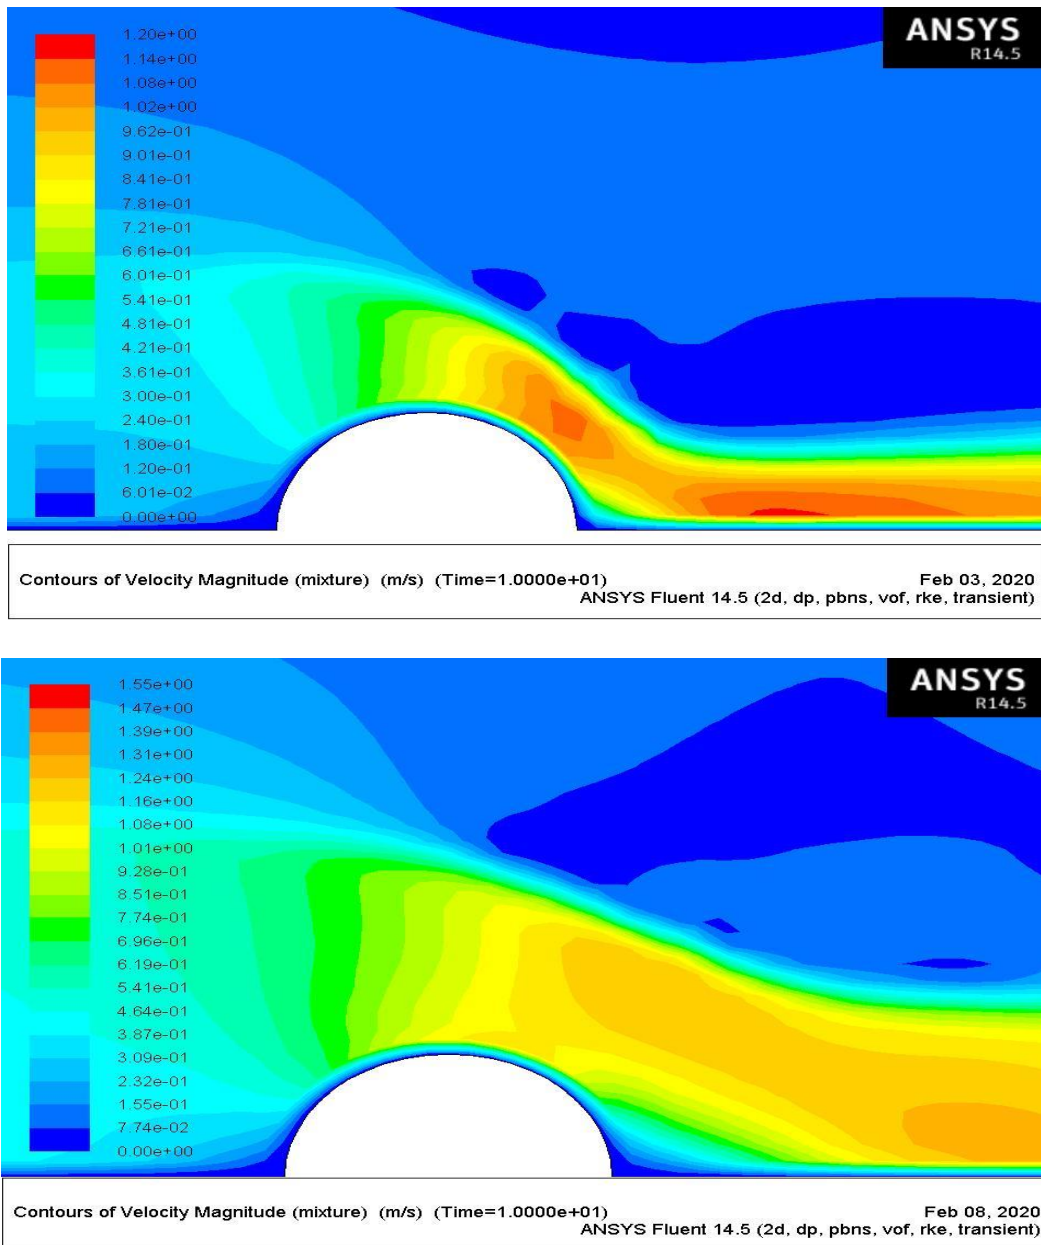 ANSYS
R14.5
1.20e+00
1.14e+00
1.08e+00
1.02e+00
9.62e-01
9.01e-01
8.41e-01
7.81e-01
7.21e-01
6.61e-01
6.01e-01
5.41e-01
4.81e-01
4.21e-01
3.61e-01
3.00e-01
2.40e-01
1.80e-01
1.20e-01
6.01e-02
0.00e+00
Contours of Velocity Magnitude (mixture) (m/s) (Time=1.0000e+01)
Feb 03, 2020
ANSYS Fluent 14.5 (2d, dp, pbns, vof, rke, transient)
ANSYS
R14.5
1.55e+00
1.47e+00
1.39e+00
1.31e+00
1.24e+00
1.16e+00
1.08e+00
1.01e+00
9.28e-01
8.51e-01
7.74e-01
6.96e-01
6.19e-01
5.41e-01
4.64e-01
3.87e-01
3.09e-01
2.32e-01
1.55e-01
7.74e-02
0.00e+00
Contours of Velocity Magnitude (mixture) (m/s) (Time=1.0000e+01)
Feb 08, 2020
ANSYS Fluent 14.5 (2d, dp, pbns, vof, rke, transient)